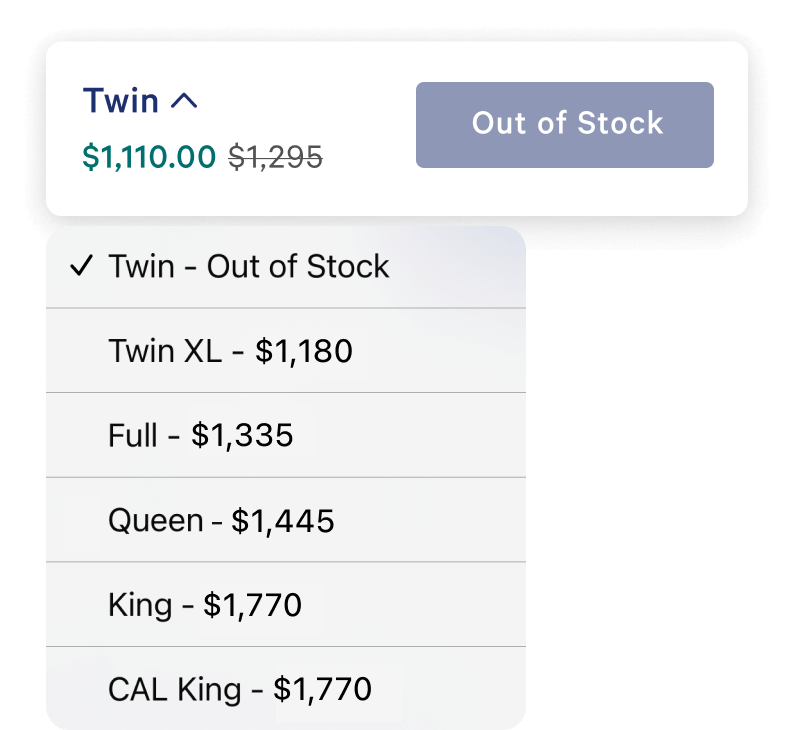 Twin
$1,110.00 $1,295
Out of Stock
Twin - Out of Stock
Twin XL - $1,180
Full - $1,335
Queen - $1,445
King - $1,770
CAL King - $1,770